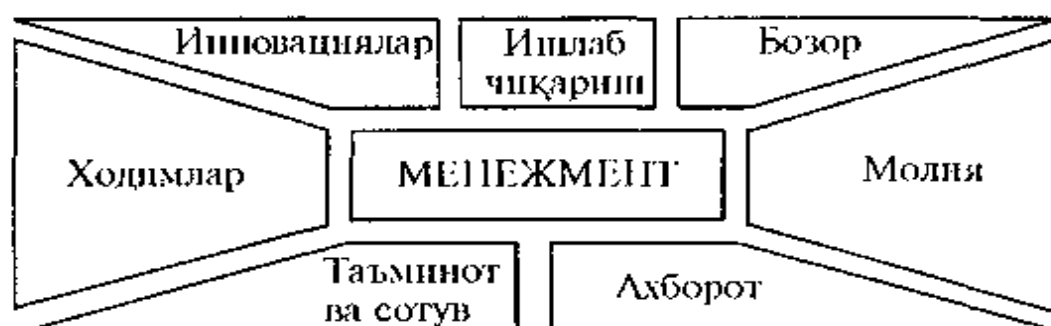 Инновациялар
Ишлаб
чиқариш
Бозор
Ходимлар
МЕНЕЖМЕНТ
Молия
Таъминот
ва сотув
Ахборот